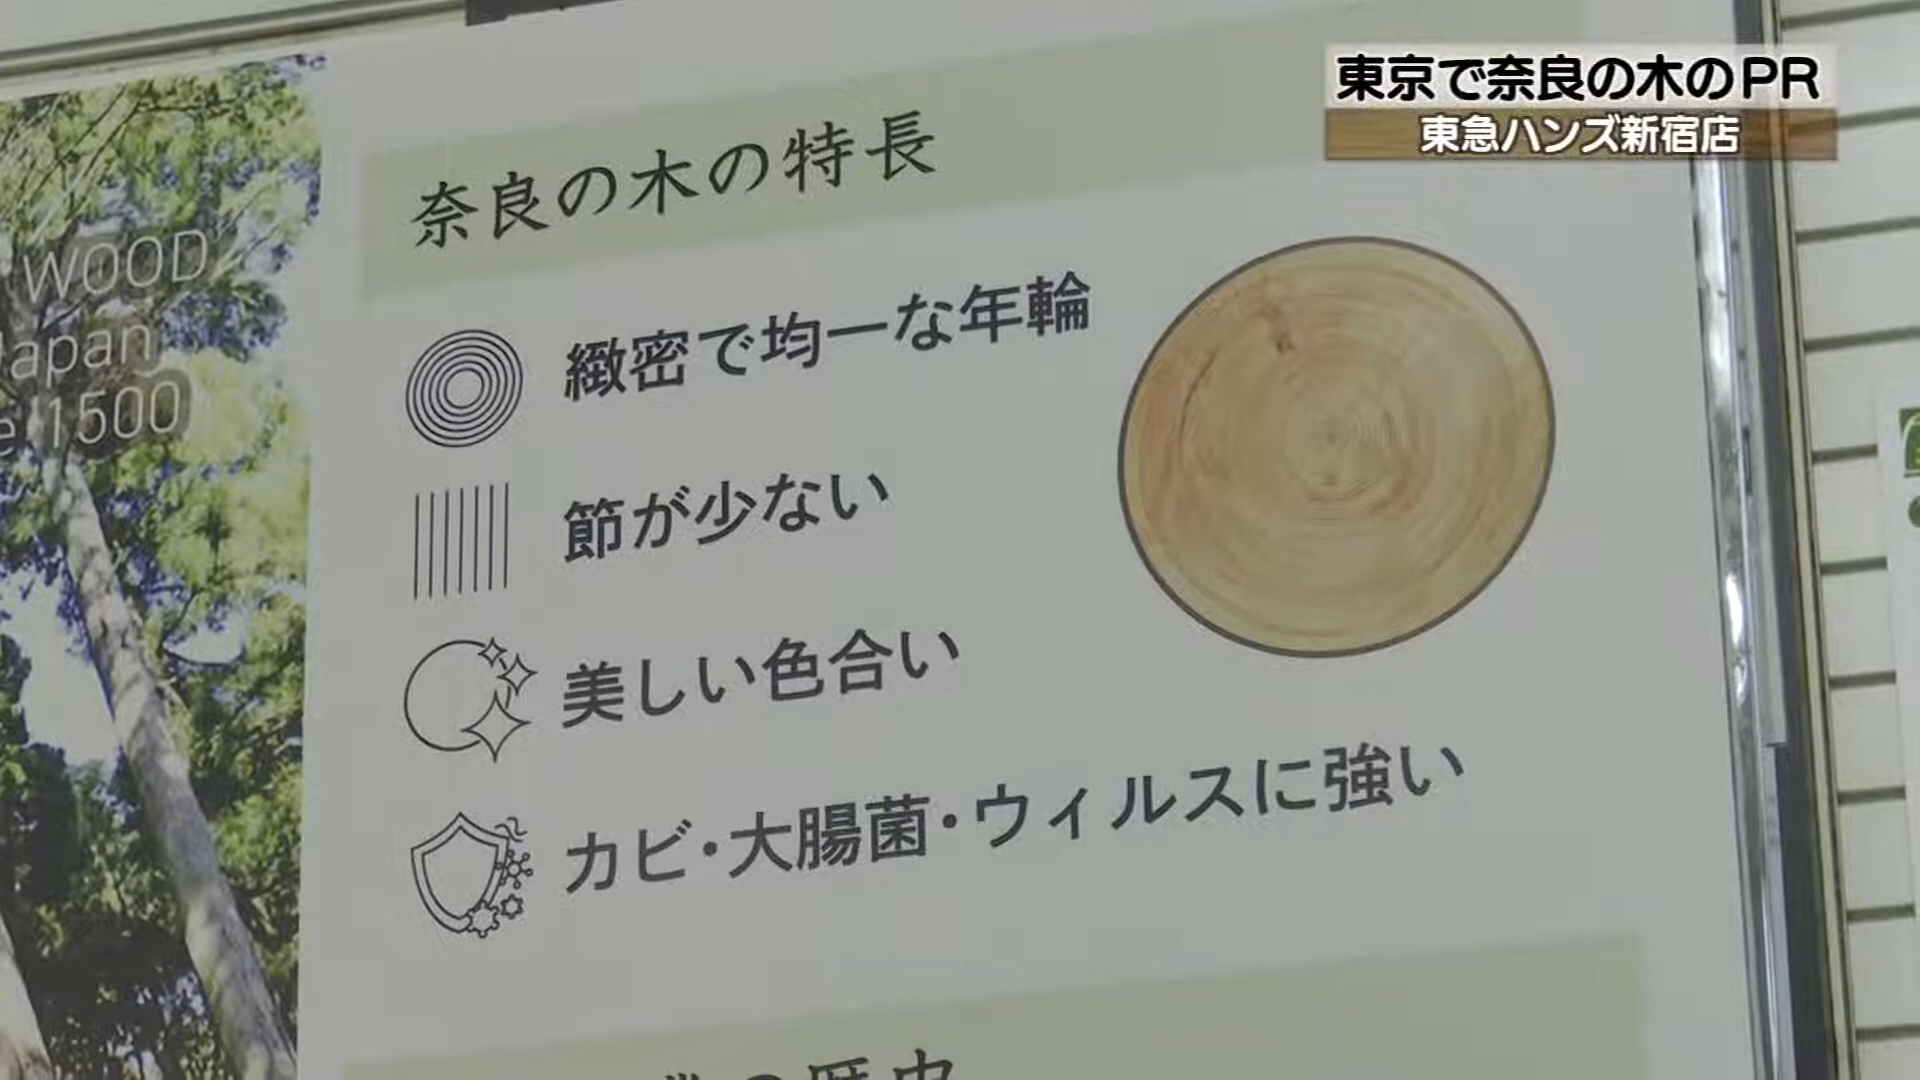 東京で奈良の木のPR
東急ハンズ新宿店
WOOD
Japan
1500
奈良の木の特長
緻密で均一な年輪
節が少ない
美しい色合い
カビ・大腸菌・ウィルスに強い
の歴史